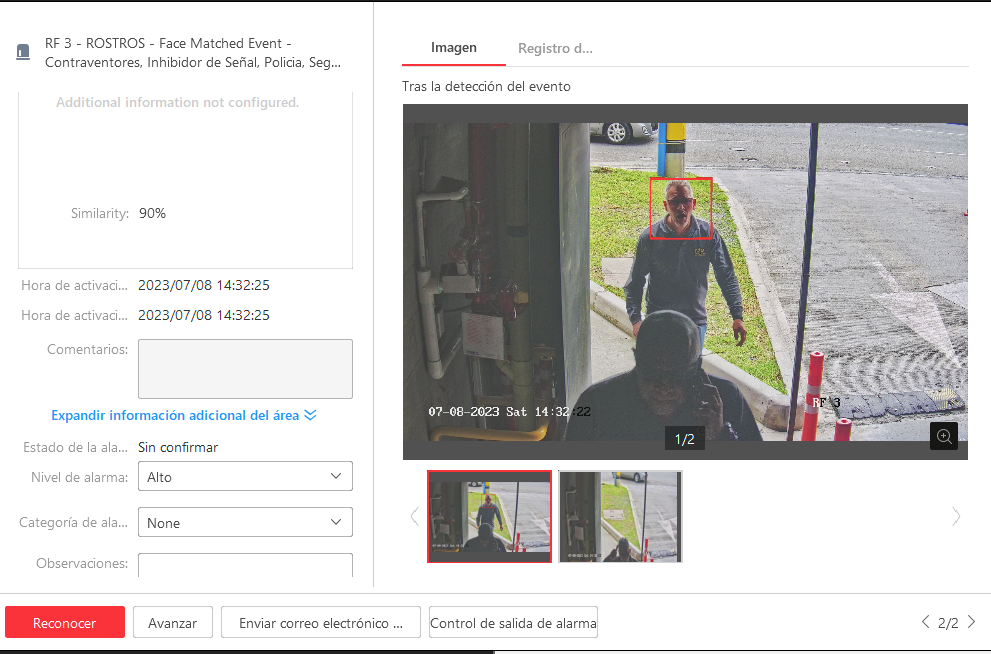 RF 3 - ROSTROS - Face Matched Event -
Contraventores, Inhibidor de Señal, Policia, Seg...
Additional information not configured.
Similarity: 90%
Hora de activaci... 2023/07/08 14:32:25
Hora de activaci... 2023/07/08 14:32:25
Comentarios:
Expandir información adicional del área
Estado de la ala... Sin confirmar
Nivel de alarma: Alto
Categoría de ala... None
Observaciones:
Imagen Registro d...
Tras la detección del evento
07-08-2023 Sat 14:32:22
RF 3
1/2
Reconocer Avanzar Enviar correo electrónico ... Control de salida de alarma
2/2